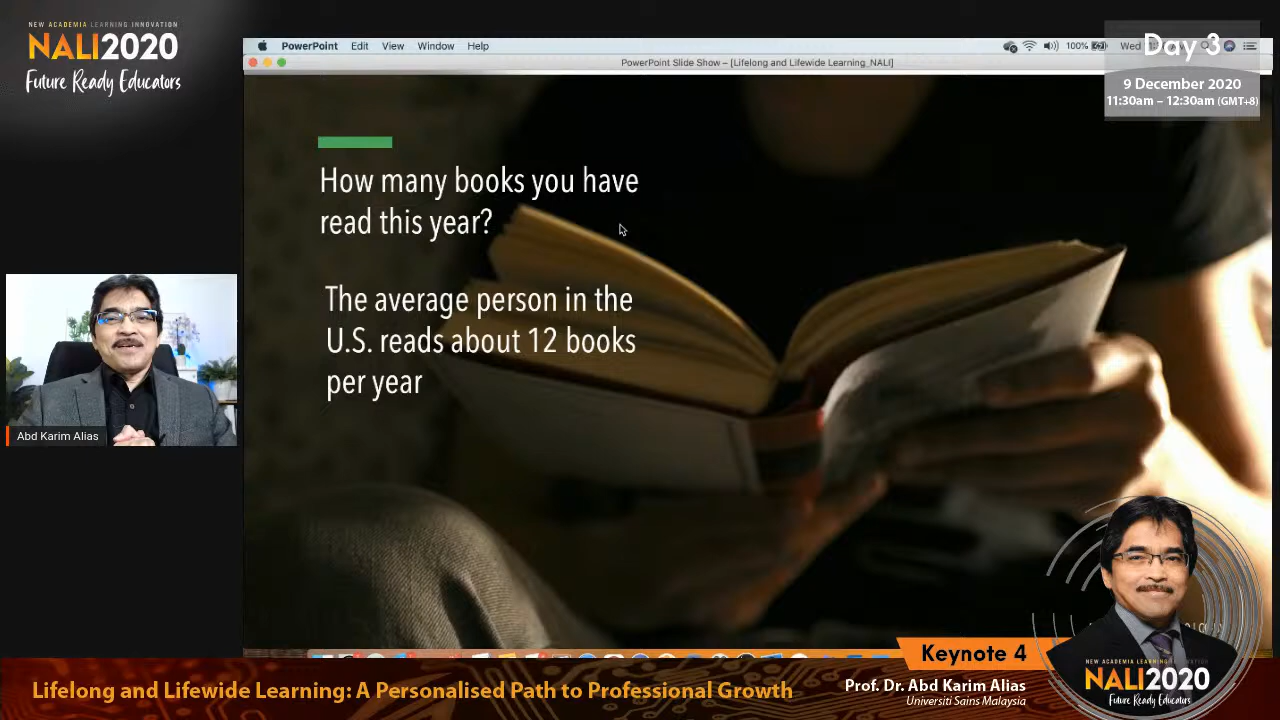 NEW ACADEMIA LEARNING INNOVATION
NALI2020
Future Ready Educators
PowerPoint Edit View Window Help
100%
Wed
PowerPoint Slide Show – [Lifelong and Lifewide Learning_NALI]
Day 3
9 December 2020
11:30am – 12:30am (GMT+8)
How many books you have
read this year?
The average person in the
U.S. reads about 12 books
per year
Abd Karim Alias
Keynote 4
Lifelong and Lifewide Learning: A Personalised Path to Professional Growth
Prof. Dr. Abd Karim Alias
Universiti Sains Malaysia
NEW ACADEMIA LEARNING INNOVATION
NALI2020
Future Ready Educators